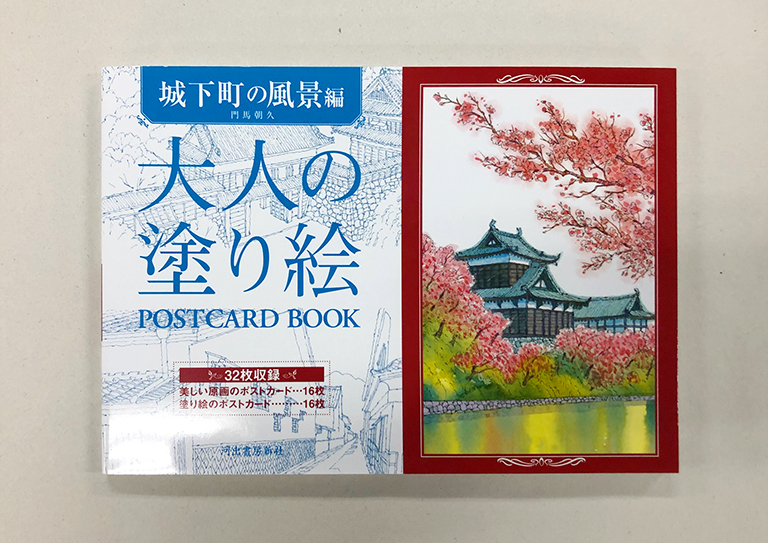 城下町の風景編
門馬朝久
大人の
塗り絵
POSTCARD BOOK
32枚収録
美しい原画のポストカード…16枚
塗り絵のポストカード………16枚
河出書房新社